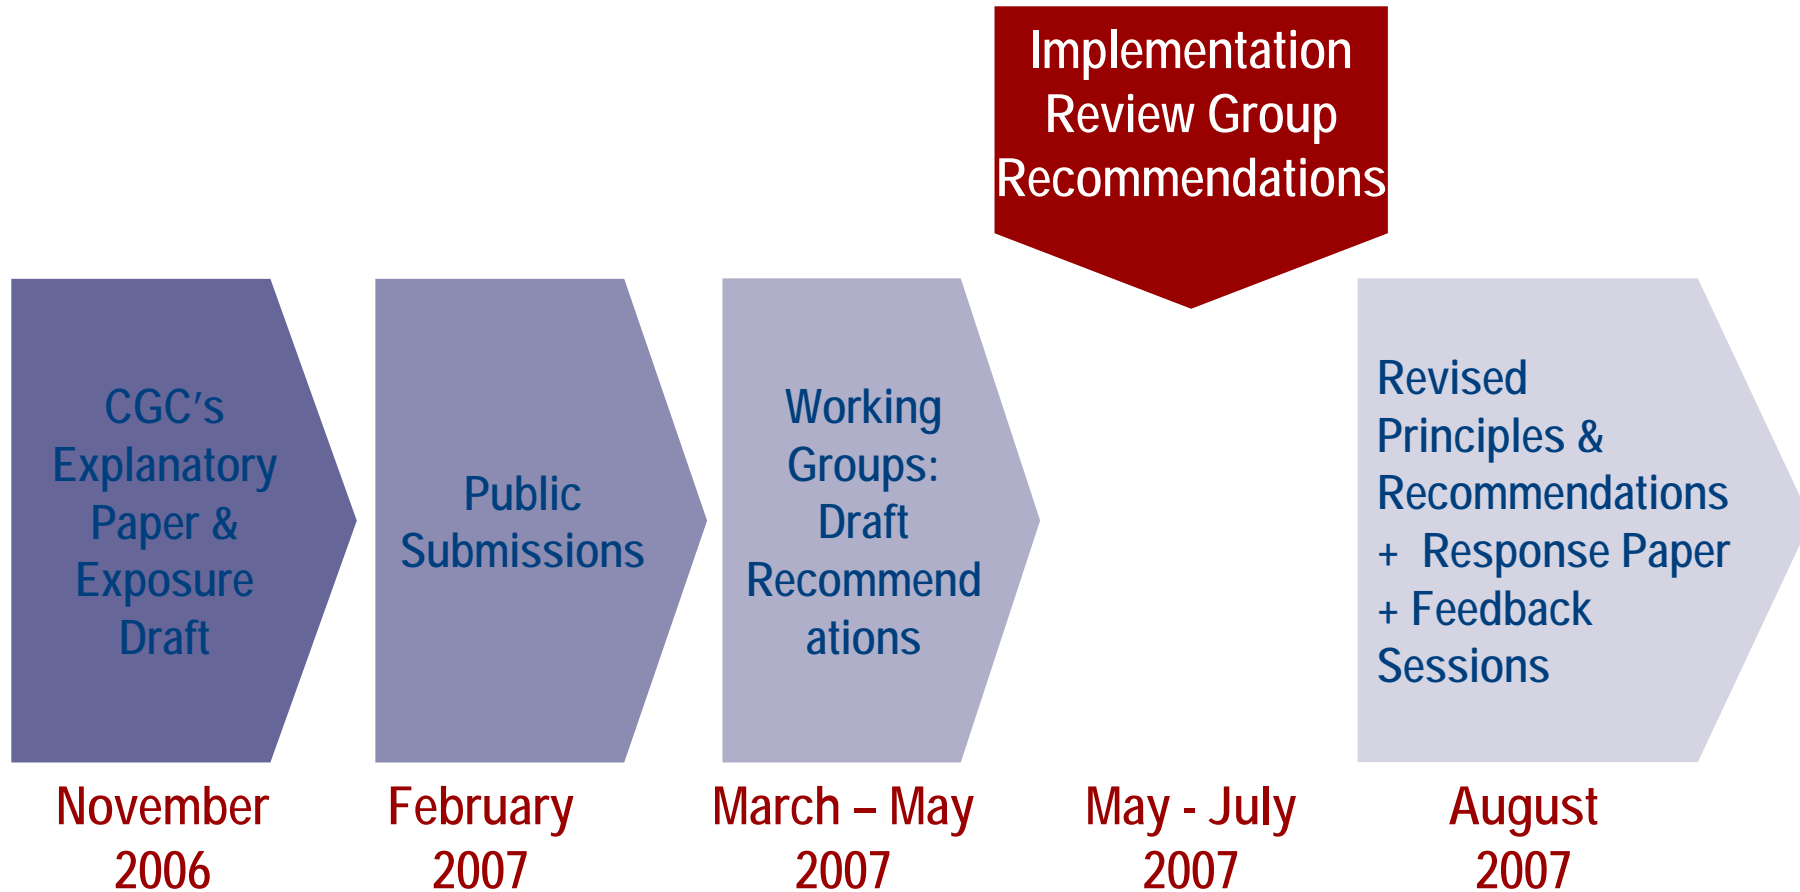 Implementation
Review Group
Recommendations
CGC's
Explanatory
Paper &
Exposure
Draft
Public
Submissions
Working
Groups:
Draft
Recommend
ations
Revised
Principles &
Recommendations
+ Response Paper
+ Feedback
Sessions
November
2006
February
2007
March – May
2007
May - July
2007
August
2007